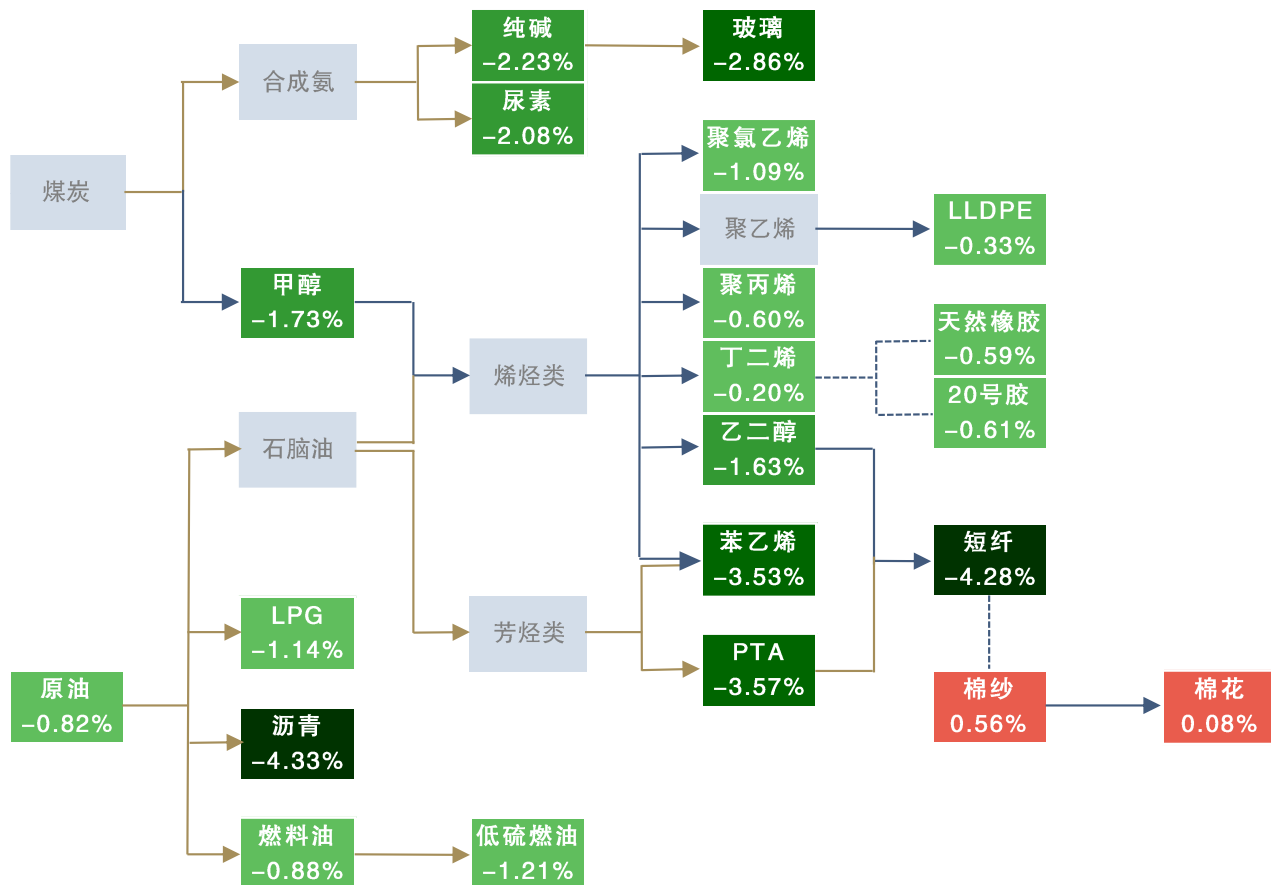 纯碱
-2.23%
玻璃
-2.86%
合成氨
尿素
-2.08%
聚氯乙烯
-1.09%
煤炭
聚乙烯
LLDPE
-0.33%
甲醇
-1.73%
聚丙烯
-0.60%
天然橡胶
-0.59%
烯烃类
丁二烯
-0.20%
20号胶
-0.61%
石脑油
乙二醇
-1.63%
苯乙烯
-3.53%
短纤
-4.28%
LPG
-1.14%
芳烃类
PTA
-3.57%
原油
-0.82%
棉纱
0.56%
棉花
0.08%
沥青
-4.33%
燃料油
-0.88%
低硫燃油
-1.21%